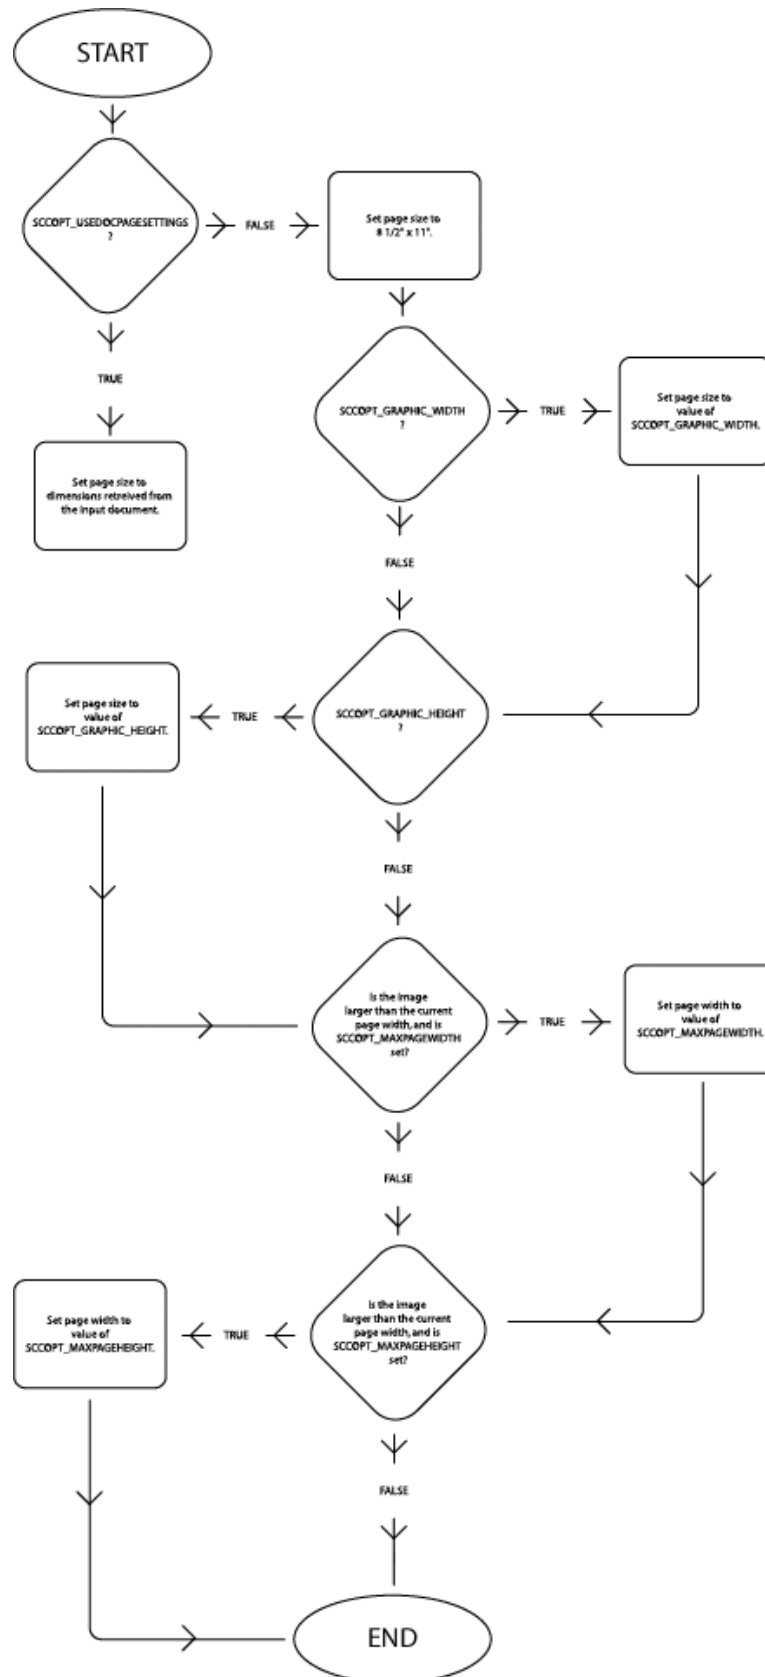 START
SCCOPT_USEDOCPAGESETTINGS
?
FALSE
Set page size to
8 1/2" x 11".
TRUE
SCCOPT_GRAPHIC_WIDTH
?
TRUE
Set page size to
value of
SCCOPT_GRAPHIC_WIDTH.
Set page size to
dimensions retreived from
the input document.
FALSE
Set page size to
value of
SCCOPT_GRAPHIC_HEIGHT.
TRUE
SCCOPT_GRAPHIC_HEIGHT
?
FALSE
Is the image
larger than the current
page width, and is
SCCOPT_MAXPAGEWIDTH
set?
TRUE
Set page width to
value of
SCCOPT_MAXPAGEWIDTH.
FALSE
Set page width to
value of
SCCOPT_MAXPAGEHEIGHT.
TRUE
Is the image
larger than the current
page width, and is
SCCOPT_MAXPAGEHEIGHT
set?
FALSE
END